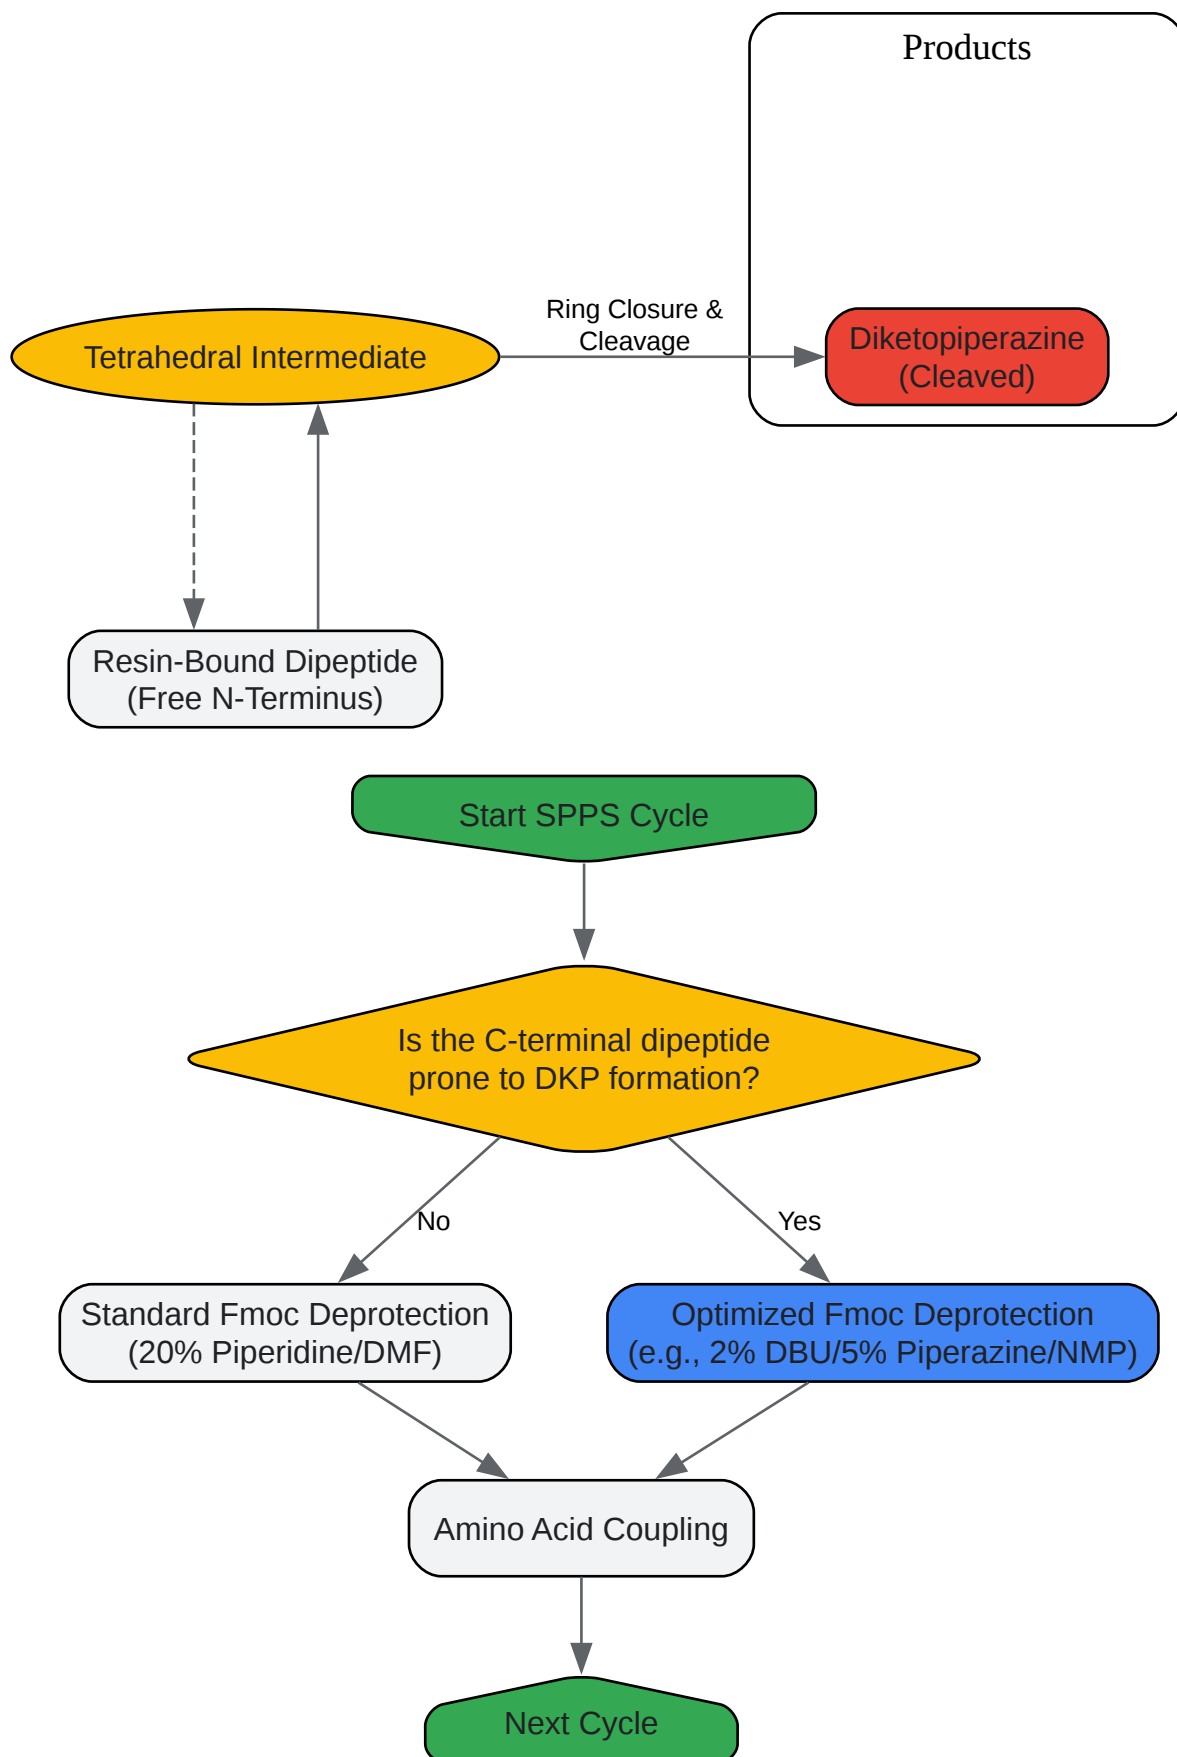 Products
Ring Closure &
Cleavage
Tetrahedral Intermediate
Diketopiperazine
(Cleaved)
Resin-Bound Dipeptide
(Free N-Terminus)
Start SPPS Cycle
Is the C-terminal dipeptide
prone to DKP formation?
No
Yes
Standard Fmoc Deprotection
(20% Piperidine/DMF)
Optimized Fmoc Deprotection
(e.g., 2% DBU/5% Piperazine/NMP)
Amino Acid Coupling
Next Cycle